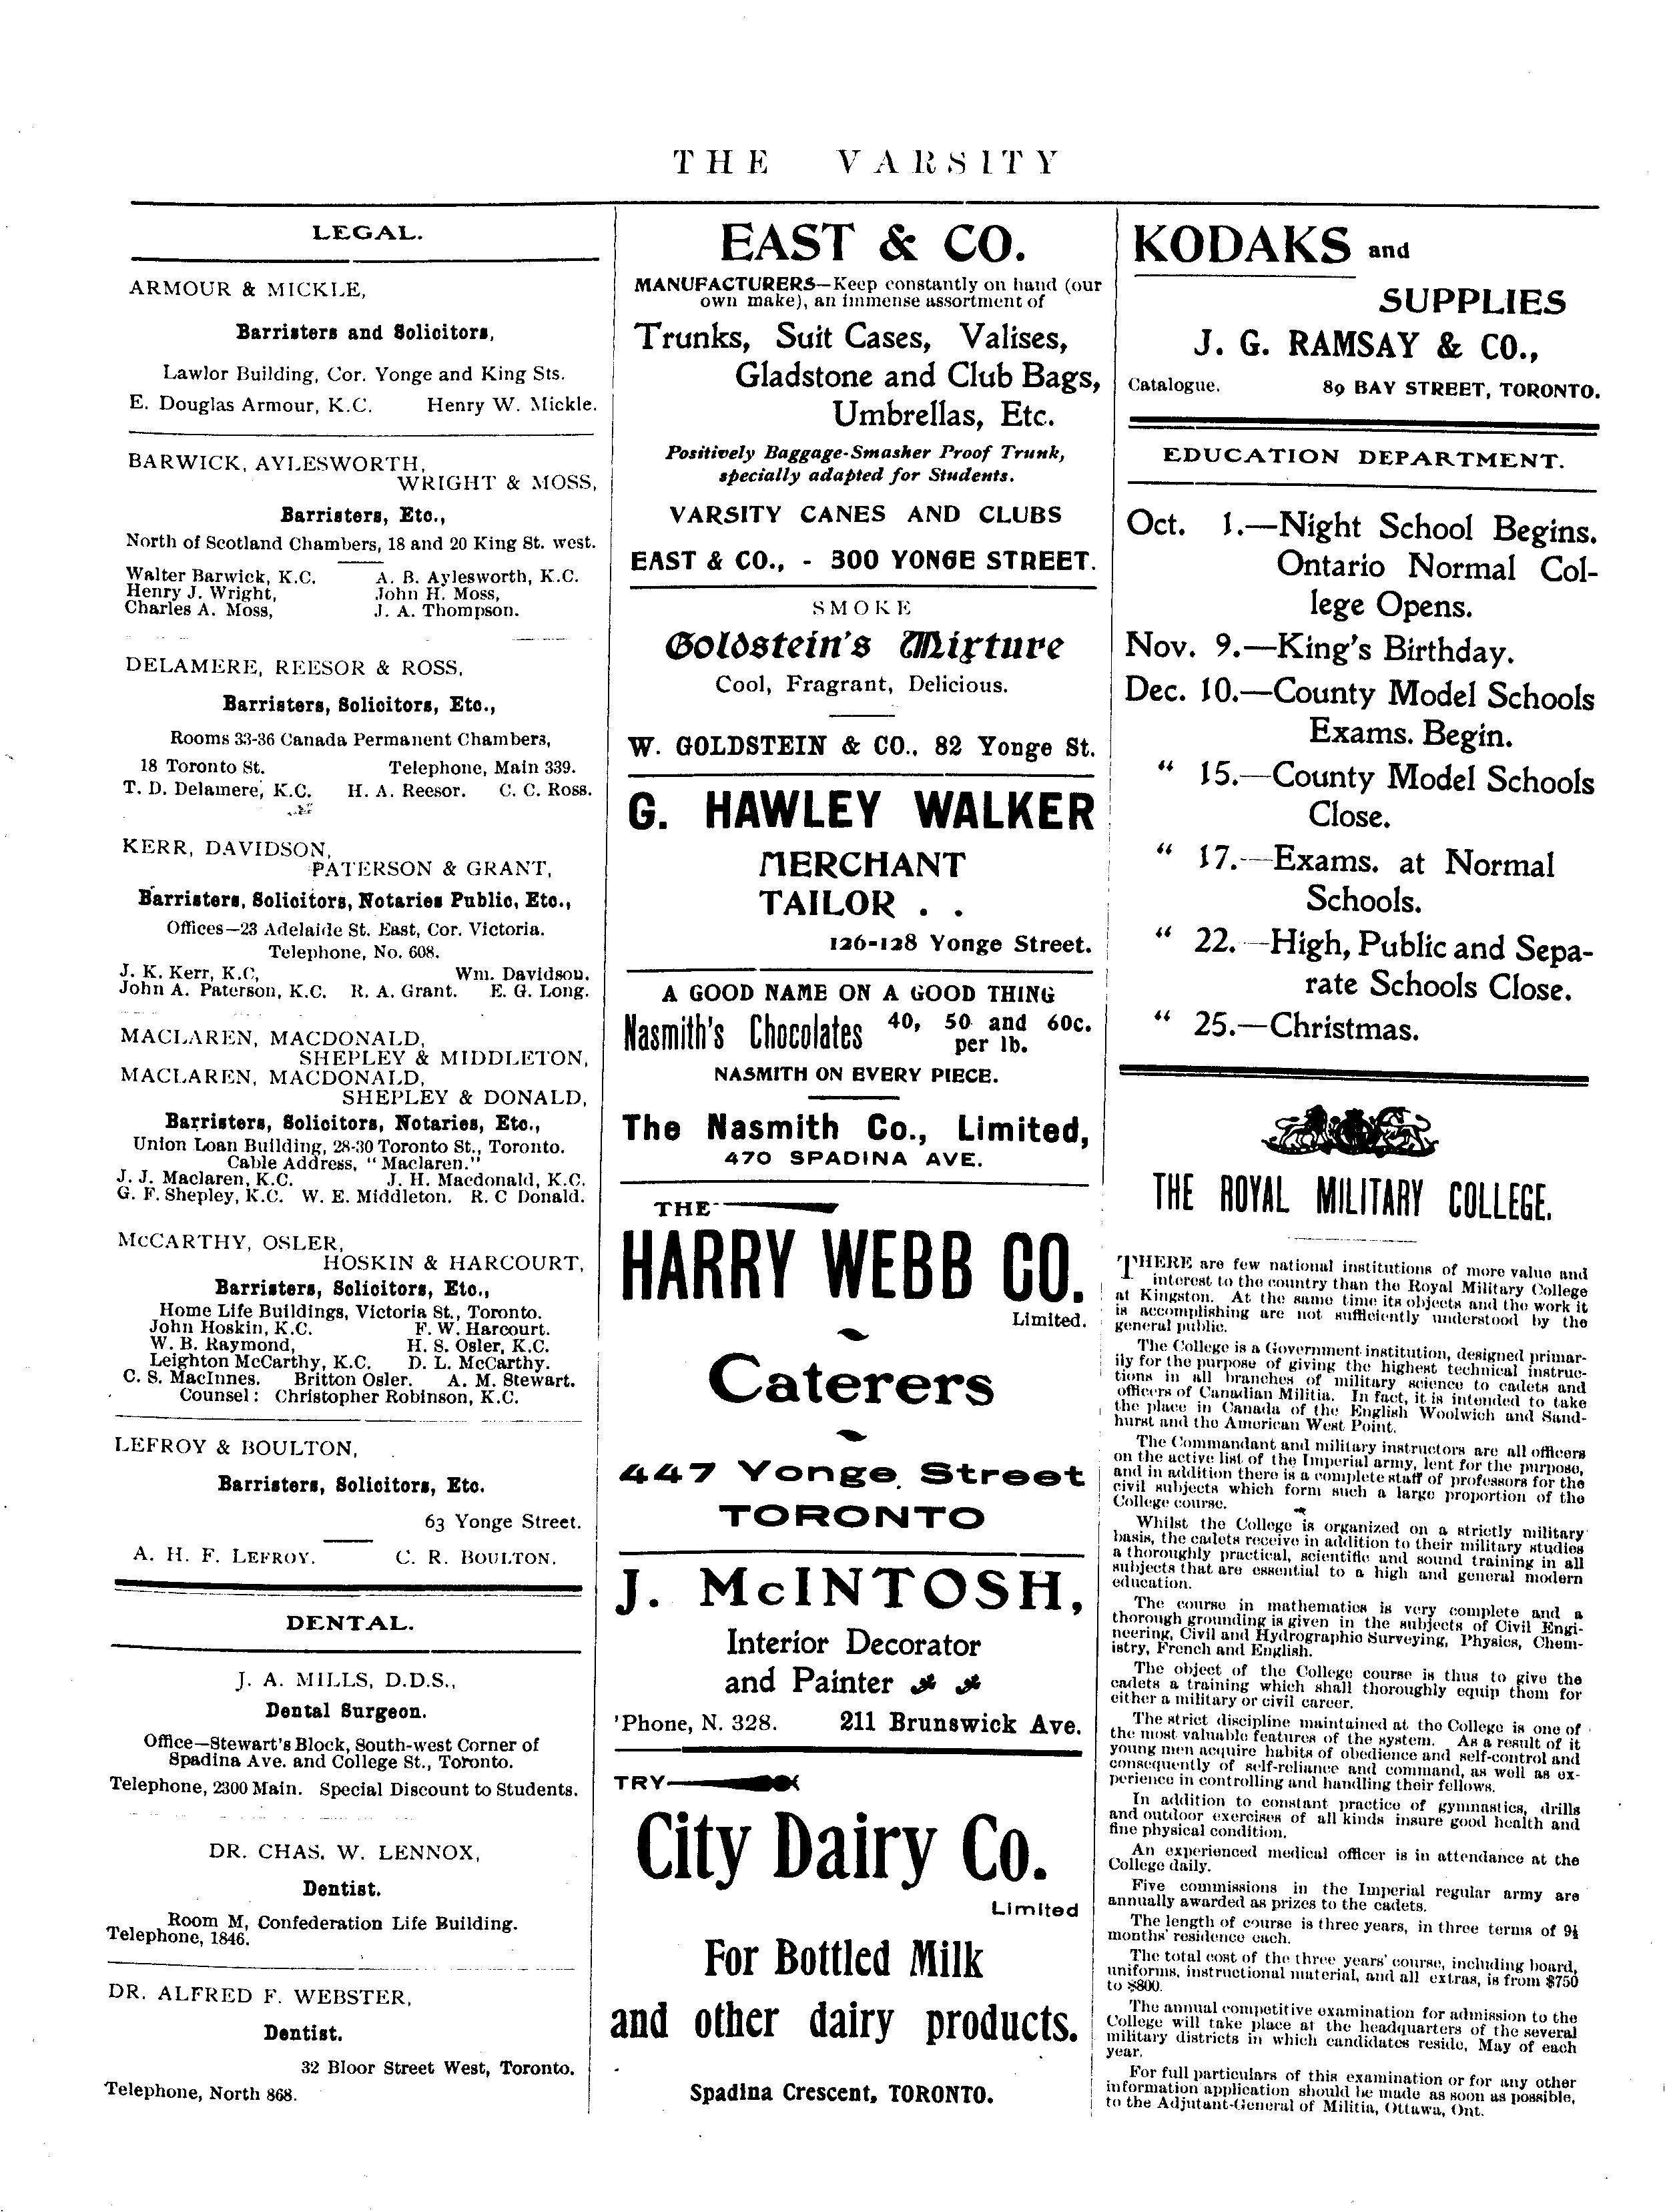 THE VARSITY
LEGAL.
ARMOUR & MICKLE,
Barristers and Solicitors,
Lawlor Building, Cor. Yonge and King Sts.
E. Douglas Armour, K.C. Henry W. Mickle.
BARWICK, AYLESWORTH,
WRIGHT & MOSS,
Barristers, Etc.,
North of Scotland Chambers, 18 and 20 King St. west.
Walter Barwick, K.C. A. B. Aylesworth, K.C.
Henry J. Wright, John H. Moss,
Charles A. Moss, J. A. Thompson.
DELAMERE, REESOR & ROSS,
Barristers, Solicitors, Etc.,
Rooms 33-36 Canada Permanent Chambers,
18 Toronto St. Telephone, Main 339.
T. D. Delamere, K.C. H. A. Reesor. C. C. Ross.
KERR, DAVIDSON,
PATERSON & GRANT,
Barristers, Solicitors, Notaries Public, Etc.,
Offices—23 Adelaide St. East, Cor. Victoria.
Telephone, No. 608.
J. K. Kerr, K.C, Wm. Davidson.
John A. Paterson, K.C. R. A. Grant. E. G. Long.
MACLAREN, MACDONALD,
SHEPLEY & MIDDLETON,
MACLAREN, MACDONALD,
SHEPLEY & DONALD,
Barristers, Solicitors, Notaries, Etc.,
Union Loan Building, 28-30 Toronto St., Toronto.
Cable Address, "Maclaren."
J. J. Maclaren, K.C. J. H. Macdonald, K.C.
G. F. Shepley, K.C. W. E. Middleton. R. C Donald.
McCARTHY, OSLER,
HOSKIN & HARCOURT,
Barristers, Solicitors, Etc.,
Home Life Buildings, Victoria St., Toronto.
John Hoskin, K.C. F. W. Harcourt.
W. B. Raymond, H. S. Osler, K.C.
Leighton McCarthy, K.C. D. L. McCarthy.
C. S. MacInnes. Britton Osler. A. M. Stewart.
Counsel: Christopher Robinson, K.C.
LEFROY & BOULTON,
Barristers, Solicitors, Etc.
63 Yonge Street.
A. H. F. LEFROY. C. R. BOULTON.
DENTAL.
J. A. MILLS, D.D.S.,
Dental Surgeon.
Office—Stewart's Block, South-west Corner of
Spadina Ave. and College St., Toronto.
Telephone, 2300 Main. Special Discount to Students.
DR. CHAS. W. LENNOX,
Dentist.
Room M, Confederation Life Building.
Telephone, 1846.
DR. ALFRED F. WEBSTER,
Dentist.
32 Bloor Street West, Toronto.
Telephone, North 868.
EAST & CO.
MANUFACTURERS—Keep constantly on hand (our
own make), an immense assortment of
Trunks, Suit Cases, Valises,
Gladstone and Club Bags,
Umbrellas, Etc.
Positively Baggage-Smasher Proof Trunk,
specially adapted for Students.
VARSITY CANES AND CLUBS
EAST & CO., - 300 YONGE STREET.
SMOKE
Goldstein's Mixture
Cool, Fragrant, Delicious.
W. GOLDSTEIN & CO., 82 Yonge St.
G. HAWLEY WALKER
MERCHANT
TAILOR . .
126-128 Yonge Street.
A GOOD NAME ON A GOOD THING
Nasmith's Chocolates 40, 50 and 60c.
per lb.
NASMITH ON EVERY PIECE.
The Nasmith Co., Limited,
470 SPADINA AVE.
THE
HARRY WEBB CO.
Limited.
Caterers
447 Yonge Street
TORONTO
J. McINTOSH,
Interior Decorator
and Painter
'Phone, N. 328. 211 Brunswick Ave.
TRY
City Dairy Co.
Limited
For Bottled Milk
and other dairy products.
Spadina Crescent, TORONTO.
KODAKS and
SUPPLIES
J. G. RAMSAY & CO.,
Catalogue. 89 BAY STREET, TORONTO.
EDUCATION DEPARTMENT.
Oct. 1.—Night School Begins.
Ontario Normal Col-
lege Opens.
Nov. 9.—King's Birthday.
Dec. 10.—County Model Schools
Exams. Begin.
" 15.—County Model Schools
Close.
" 17.—Exams. at Normal
Schools.
" 22.—High, Public and Sepa-
rate Schools Close.
" 25.—Christmas.
THE ROYAL MILITARY COLLEGE.
THERE are few national institutions of more value and
interest to the country than the Royal Military College
at Kingston. At the same time its objects and the work it
is accomplishing are not sufficiently understood by the
general public.
The College is a Government institution, designed primar-
ily for the purpose of giving the highest technical instruc-
tions in all branches of military science to cadets and
officers of Canadian Militia. In fact, it is intended to take
the place in Canada of the English Woolwich and Sand-
hurst and the American West Point.
The Commandant and military instructors are all officers
on the active list of the Imperial army, lent for the purpose,
and in addition there is a complete staff of professors for the
civil subjects which form such a large proportion of the
College course.
Whilst the College is organized on a strictly military
basis, the cadets receive in addition to their military studies
a thoroughly practical, scientific and sound training in all
subjects that are essential to a high and general modern
education.
The course in mathematics is very complete and a
thorough grounding is given in the subjects of Civil Engi-
neering, Civil and Hydrographic Surveying, Physics, Chem-
istry, French and English.
The object of the College course is thus to give the
cadets a training which shall thoroughly equip them for
either a military or civil career.
The strict discipline maintained at the College is one of
the most valuable features of the system. As a result of it
young men acquire habits of obedience and self-control and
consequently of self-reliance and command, as well as ex-
perience in controlling and handling their fellows.
In addition to constant practice of gymnastics, drills
and outdoor exercises of all kinds insure good health and
fine physical condition.
An experienced medical officer is in attendance at the
College daily.
Five commissions in the Imperial regular army are
annually awarded as prizes to the cadets.
The length of course is three years, in three terms of 9½
months' residence each.
The total cost of the three years' course, including board,
uniforms, instructional material, and all extras, is from $750
to $800.
The annual competitive examination for admission to the
College will take place at the headquarters of the several
military districts in which candidates reside, May of each
year.
For full particulars of this examination or for any other
information application should be made as soon as possible,
to the Adjutant-General of Militia, Ottawa, Ont.